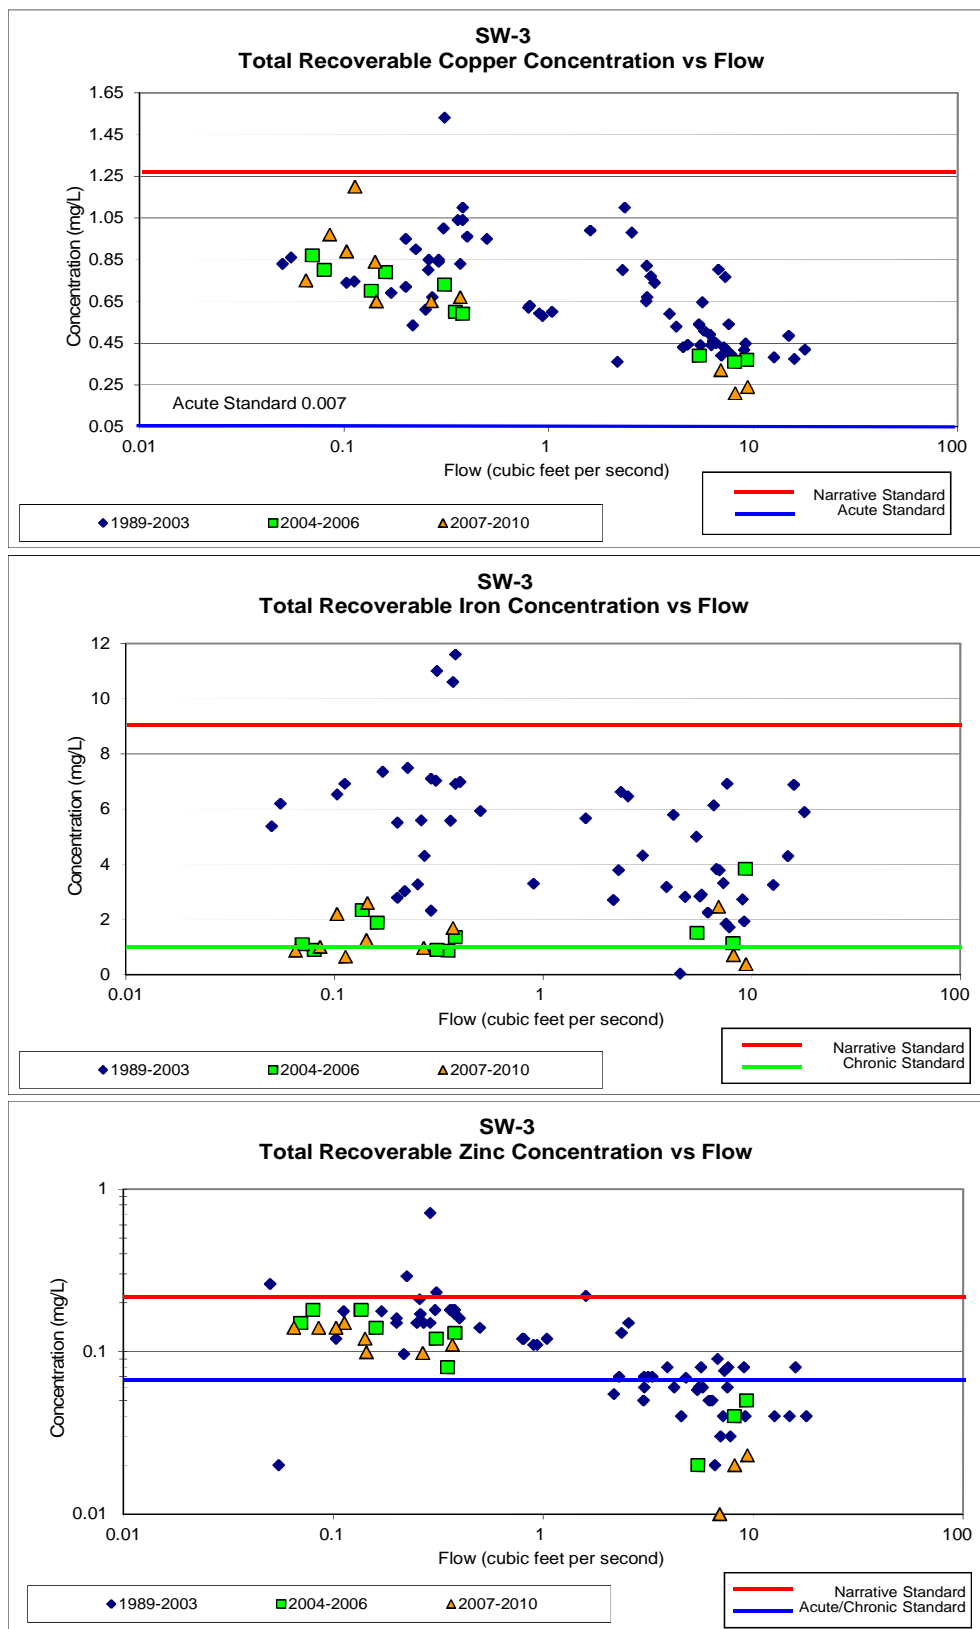 SW-3
Total Recoverable Copper Concentration vs Flow
Concentration (mg/L)
1.65
1.45
1.25
1.05
0.85
0.65
0.45
0.25
0.05
Acute Standard 0.007
0.01 0.1 1 10 100
Flow (cubic feet per second)
1989-2003 2004-2006 2007-2010
Narrative Standard
Acute Standard
SW-3
Total Recoverable Iron Concentration vs Flow
Concentration (mg/L)
12
10
8
6
4
2
0
0.01 0.1 1 10 100
Flow (cubic feet per second)
1989-2003 2004-2006 2007-2010
Narrative Standard
Chronic Standard
SW-3
Total Recoverable Zinc Concentration vs Flow
Concentration (mg/L)
1
0.1
0.01
0.01 0.1 1 10 100
Flow (cubic feet per second)
1989-2003 2004-2006 2007-2010
Narrative Standard
Acute/Chronic Standard